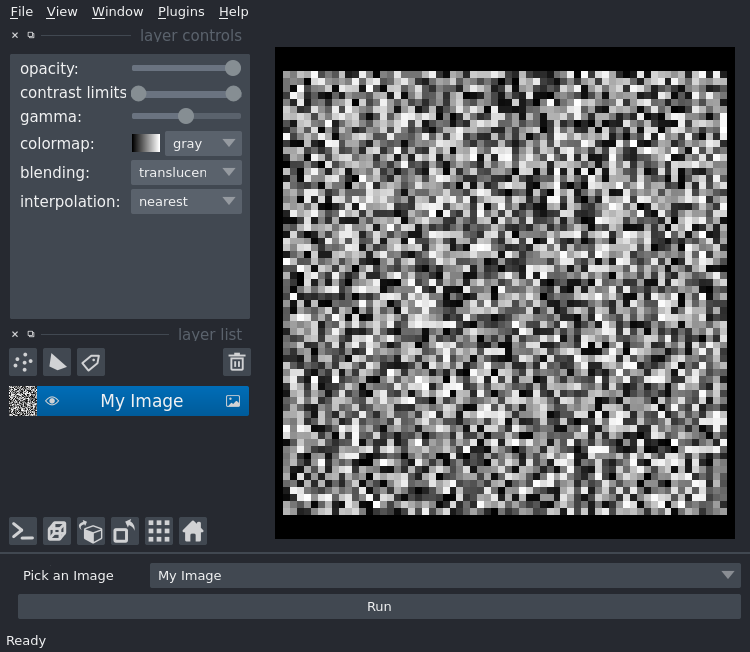 File View Window Plugins Help
layer controls
opacity:
contrast limits
gamma:
colormap: gray
blending: translucen
interpolation: nearest
layer list
My Image
Pick an Image My Image
Run
Ready